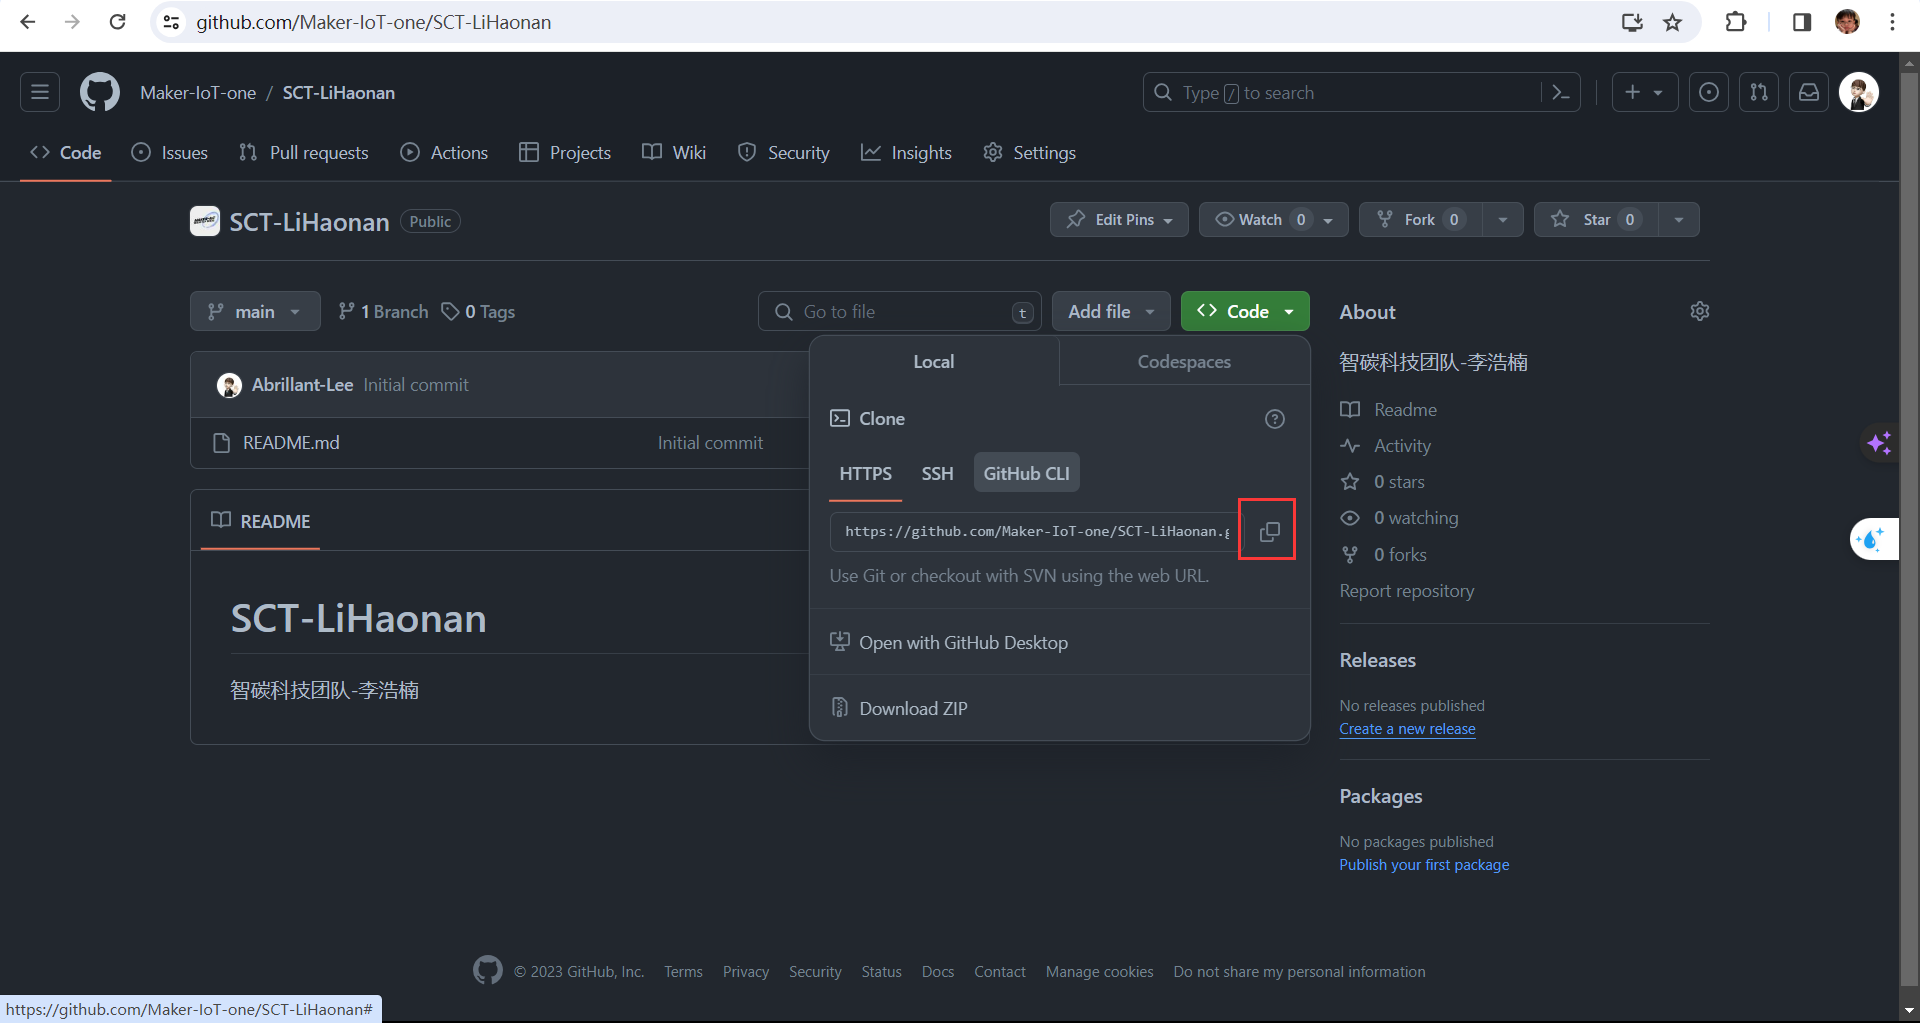 github.com/Maker-IoT-one/SCT-LiHaonan
Maker-IoT-one / SCT-LiHaonan
Type / to search
Code Issues Pull requests Actions Projects Wiki Security Insights Settings
SCT-LiHaonan Public
Edit Pins Watch 0 Fork 0 Star 0
main 1 Branch 0 Tags
Go to file t
Add file
Code
Abrillant-Lee Initial commit
README.md Initial commit
README
SCT-LiHaonan
智碳科技团队-李浩楠
Local Codespaces
Clone
HTTPS SSH GitHub CLI
https://github.com/Maker-IoT-one/SCT-LiHaonan.g
Use Git or checkout with SVN using the web URL.
Open with GitHub Desktop
Download ZIP
About
智碳科技团队-李浩楠
Readme
Activity
0 stars
0 watching
0 forks
Report repository
Releases
No releases published
Create a new release
Packages
No packages published
Publish your first package
© 2023 GitHub, Inc. Terms Privacy Security Status Docs Contact Manage cookies Do not share my personal information
https://github.com/Maker-IoT-one/SCT-LiHaonan#